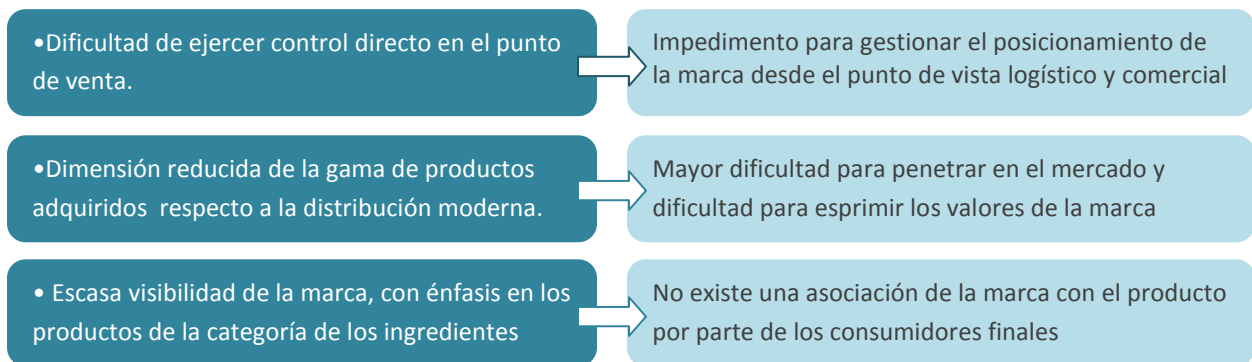 •Dificultad de ejercer control directo en el punto
de venta.
Impedimento para gestionar el posicionamiento de
la marca desde el punto de vista logístico y comercial
•Dimensión reducida de la gama de productos
adquiridos  respecto a la distribución moderna.
Mayor dificultad para penetrar en el mercado y
dificultad para esprimir los valores de la marca
• Escasa visibilidad de la marca, con énfasis en los
productos de la categoría de los ingredientes
No existe una asociación de la marca con el producto
por parte de los consumidores finales